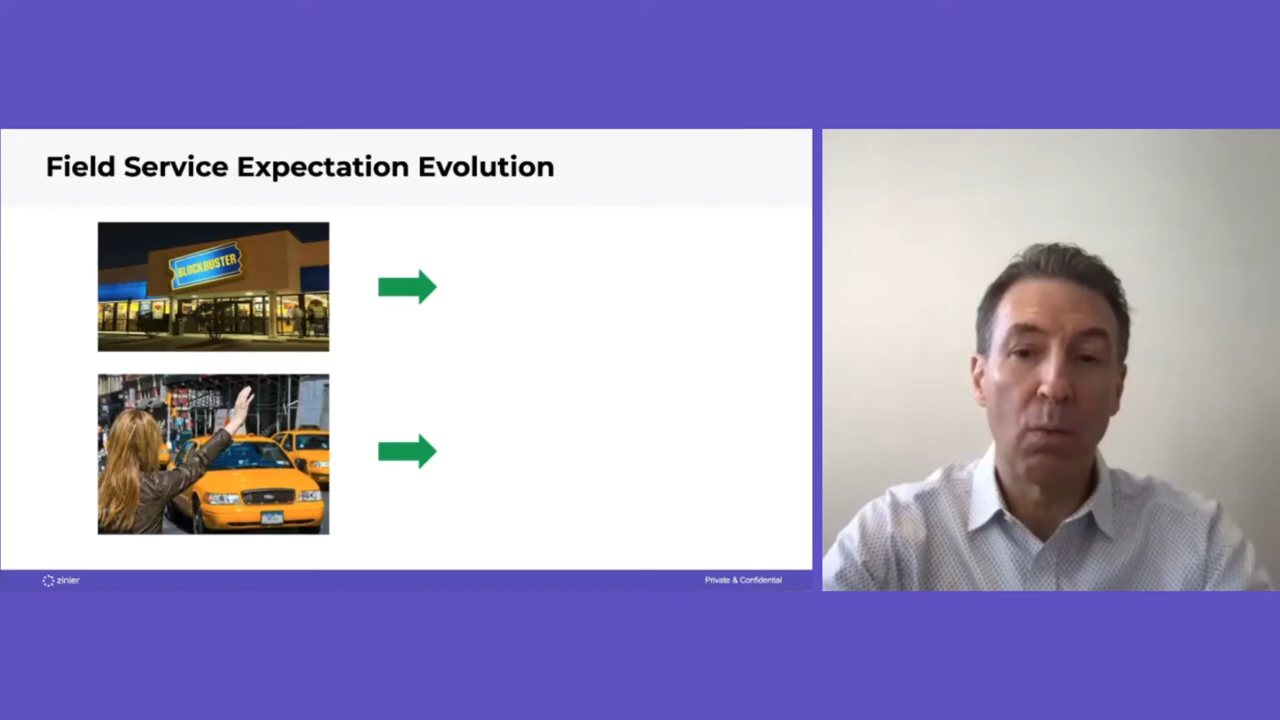 Field Service Expectation Evolution
BLOCKBUSTER
zinier
Private & Confidential